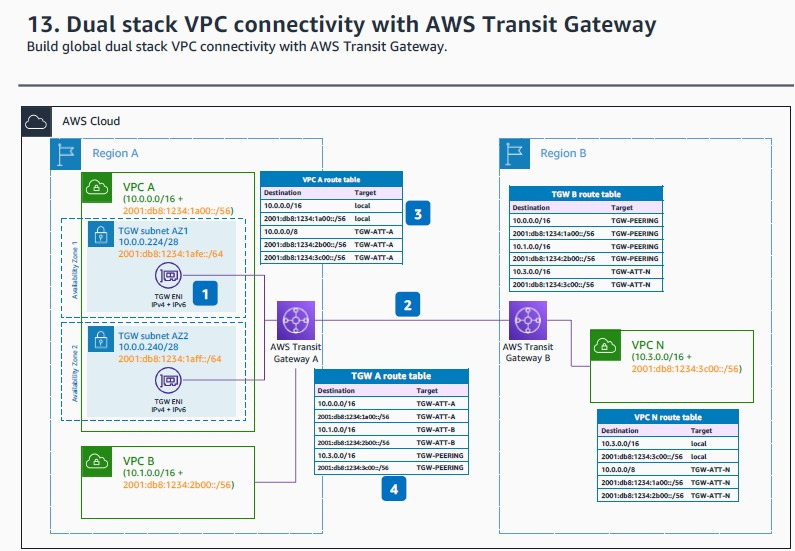 13. Dual stack VPC connectivity with AWS Transit Gateway
Build global dual stack VPC connectivity with AWS Transit Gateway.
AWS Cloud
Region A
VPC A
(10.0.0.0/16 +
2001:db8:1234:1a00::/56)
Availability Zone 1
TGW subnet AZ1
10.0.0.224/28
2001:db8:1234:1afe::/64
TGW ENI
IPv4 + IPv6
1
Availability Zone 2
TGW subnet AZ2
10.0.0.240/28
2001:db8:1234:1aff::/64
TGW ENI
IPv4 + IPv6
VPC B
(10.1.0.0/16 +
2001:db8:1234:2b00::/56)
VPC A route table
Destination Target
10.0.0.0/16 local
2001:db8:1234:1a00::/56 local
10.0.0.0/8 TGW-ATT-A
2001:db8:1234:2b00::/56 TGW-ATT-A
2001:db8:1234:3c00::/56 TGW-ATT-A
3
AWS Transit
Gateway A
2
TGW A route table
Destination Target
10.0.0.0/16 TGW-ATT-A
2001:db8:1234:1a00::/56 TGW-ATT-A
10.1.0.0/16 TGW-ATT-B
2001:db8:1234:2b00::/56 TGW-ATT-B
10.3.0.0/16 TGW-PEERING
2001:db8:1234:3c00::/56 TGW-PEERING
4
Region B
TGW B route table
Destination Target
10.0.0.0/16 TGW-PEERING
2001:db8:1234:1a00::/56 TGW-PEERING
10.1.0.0/16 TGW-PEERING
2001:db8:1234:2b00::/56 TGW-PEERING
10.3.0.0/16 TGW-ATT-N
2001:db8:1234:3c00::/56 TGW-ATT-N
AWS Transit
Gateway B
VPC N
(10.3.0.0/16 +
2001:db8:1234:3c00::/56)
VPC N route table
Destination Target
10.3.0.0/16 local
2001:db8:1234:3c00::/56 local
10.0.0.0/8 TGW-ATT-N
2001:db8:1234:1a00::/56 TGW-ATT-N
2001:db8:1234:2b00::/56 TGW-ATT-N